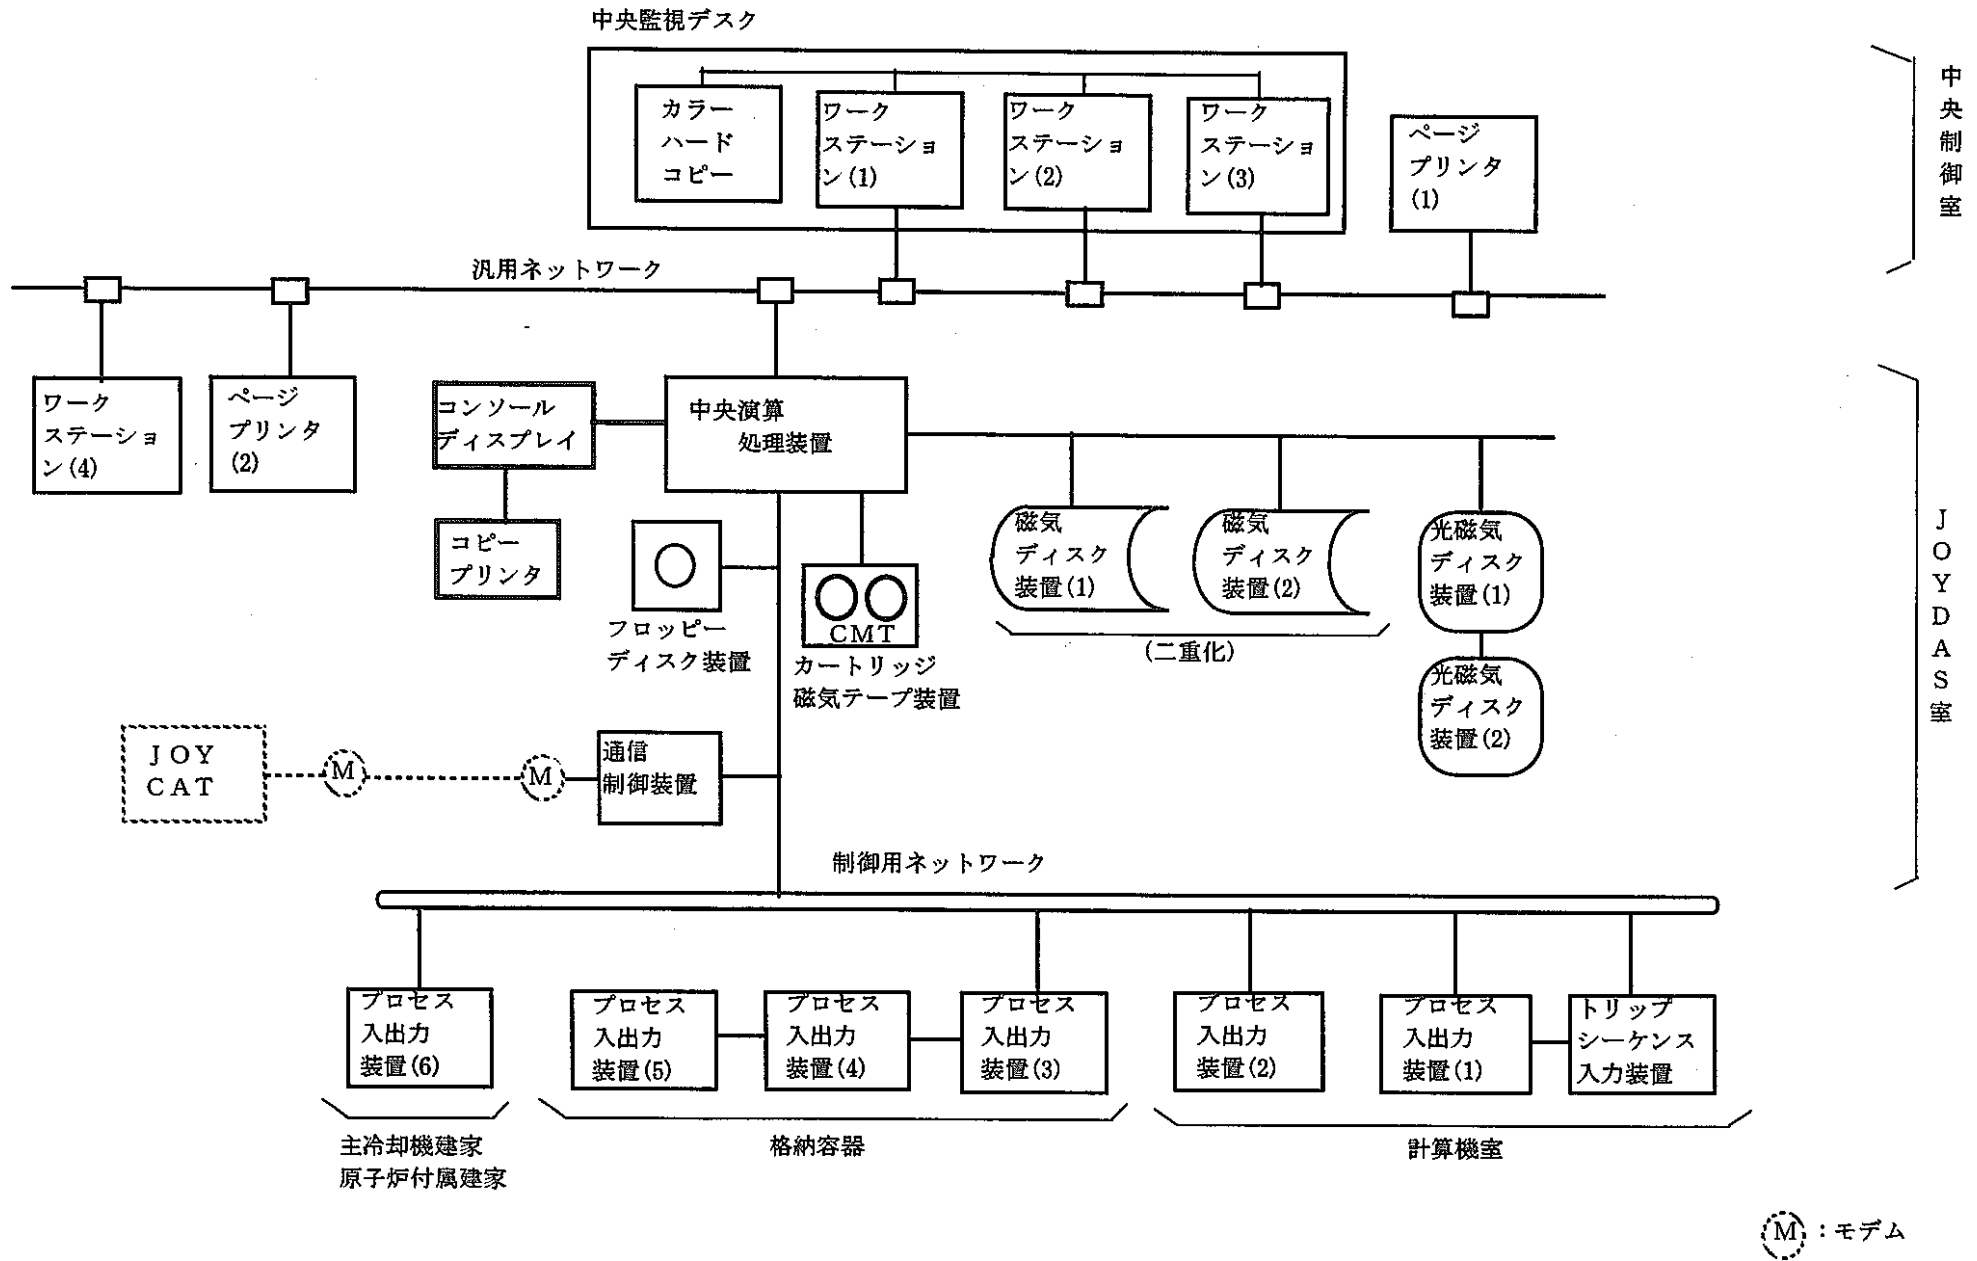 中央監視デスク
カラー
ハード
コピー
ワーク
ステーショ
ン(1)
ワーク
ステーショ
ン(2)
ワーク
ステーショ
ン(3)
ページ
プリンタ
(1)
中央制御室
汎用ネットワーク
ワーク
ステーショ
ン(4)
ページ
プリンタ
(2)
コンソール
ディスプレイ
コピー
プリンタ
中央演算
処理装置
フロッピー
ディスク装置
CMT
カートリッジ
磁気テープ装置
磁気
ディスク
装置(1)
磁気
ディスク
装置(2)
(二重化)
光磁気
ディスク
装置(1)
光磁気
ディスク
装置(2)
JOYDAS室
JOY
CAT
M
M
通信
制御装置
制御用ネットワーク
プロセス
入出力
装置(6)
プロセス
入出力
装置(5)
プロセス
入出力
装置(4)
プロセス
入出力
装置(3)
プロセス
入出力
装置(2)
プロセス
入出力
装置(1)
トリップ
シーケンス
入力装置
主冷却機建家
原子炉付属建家
格納容器
計算機室
M：モデム